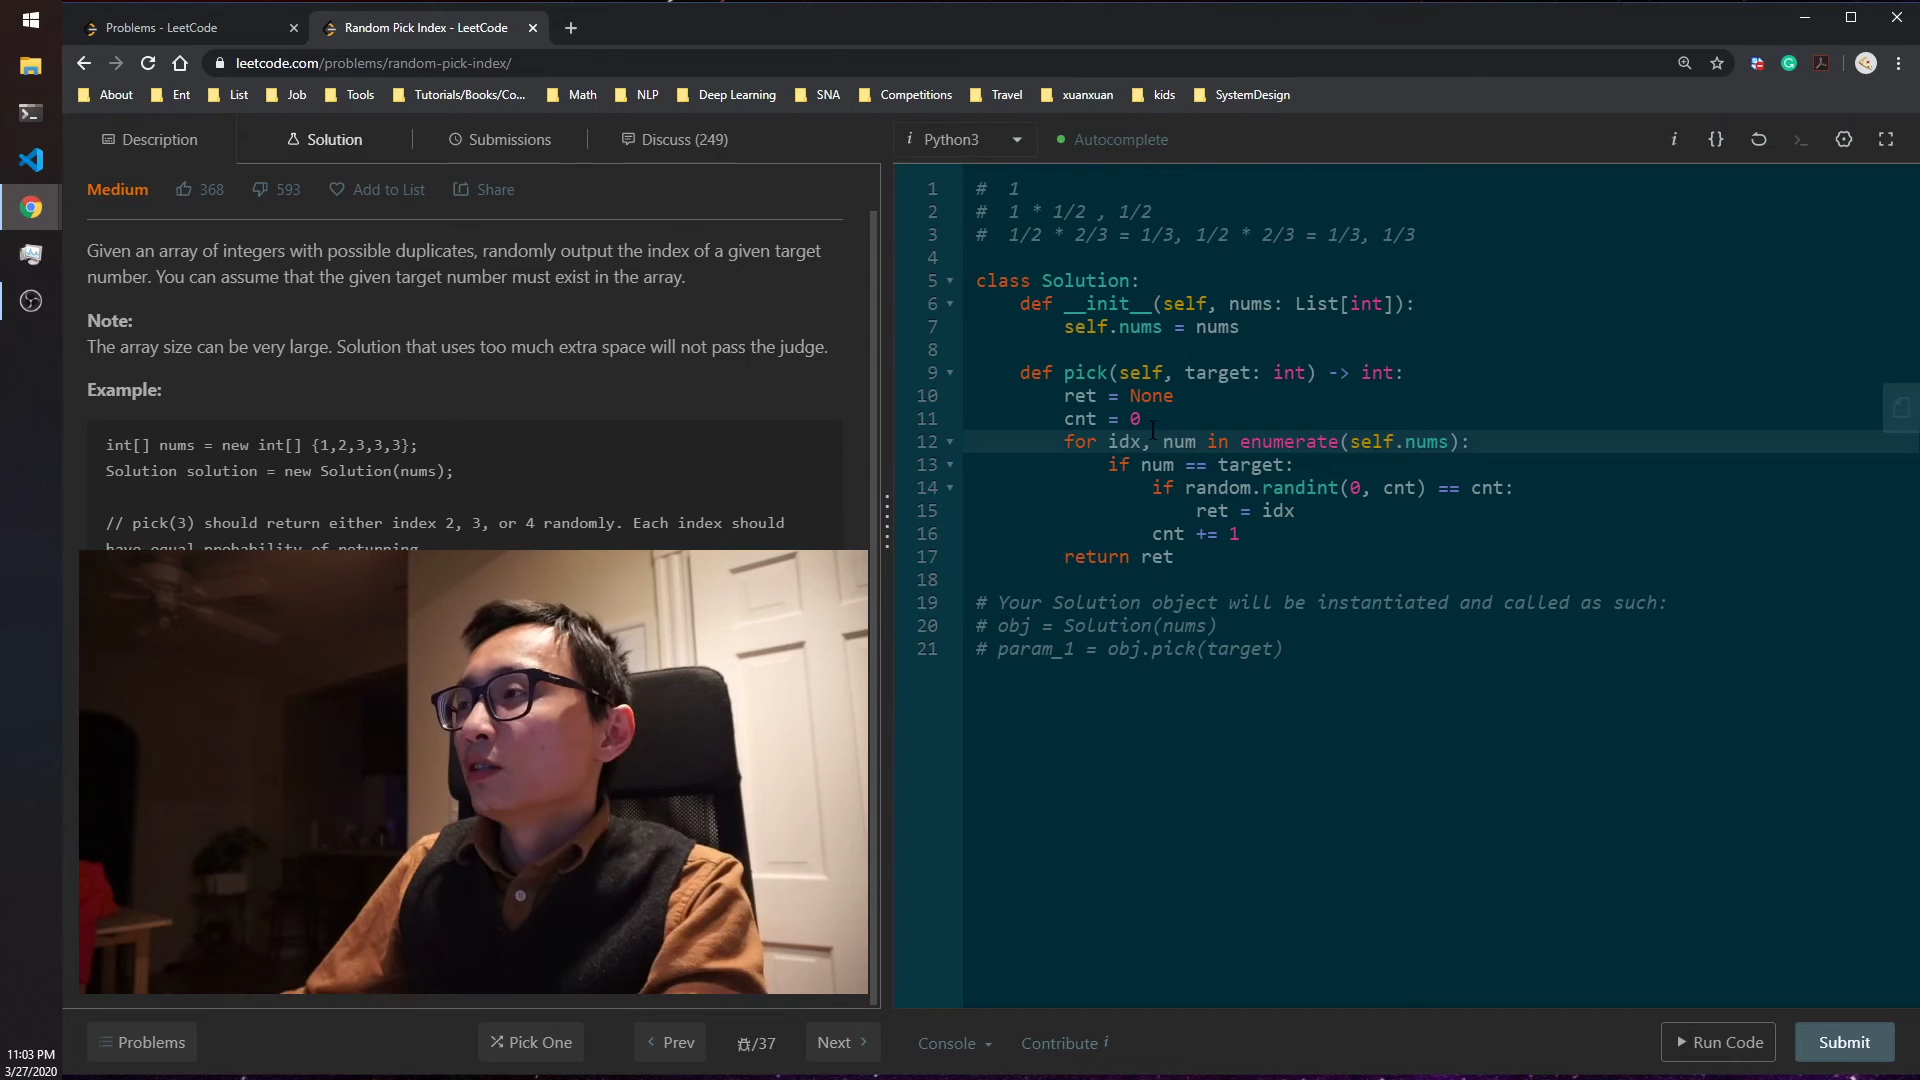 Problems - LeetCode
Random Pick Index - LeetCode
leetcode.com/problems/random-pick-index/
About Ent List Job Tools Tutorials/Books/Co... Math NLP Deep Learning SNA Competitions Travel xuanxuan kids SystemDesign
Description
Solution
Submissions
Discuss (249)
Medium 368 593 Add to List Share
Given an array of integers with possible duplicates, randomly output the index of a given target
number. You can assume that the given target number must exist in the array.
Note:
The array size can be very large. Solution that uses too much extra space will not pass the judge.
Example:
int[] nums = new int[] {1,2,3,3,3};
Solution solution = new Solution(nums);
// pick(3) should return either index 2, 3, or 4 randomly. Each index should
have equal probability of returning.
Problems
Pick One
Prev
/37
Next
i Python3
Autocomplete
i {}
1 # 1
2 # 1 * 1/2 , 1/2
3 # 1/2 * 2/3 = 1/3, 1/2 * 2/3 = 1/3, 1/3
4
5 class Solution:
6 def __init__(self, nums: List[int]):
7 self.nums = nums
8
9 def pick(self, target: int) -> int:
10 ret = None
11 cnt = 0
12 for idx, num in enumerate(self.nums):
13 if num == target:
14 if random.randint(0, cnt) == cnt:
15 ret = idx
16 cnt += 1
17 return ret
18
19 # Your Solution object will be instantiated and called as such:
20 # obj = Solution(nums)
21 # param_1 = obj.pick(target)
Console
Contribute i
Run Code
Submit
11:03 PM
3/27/2020